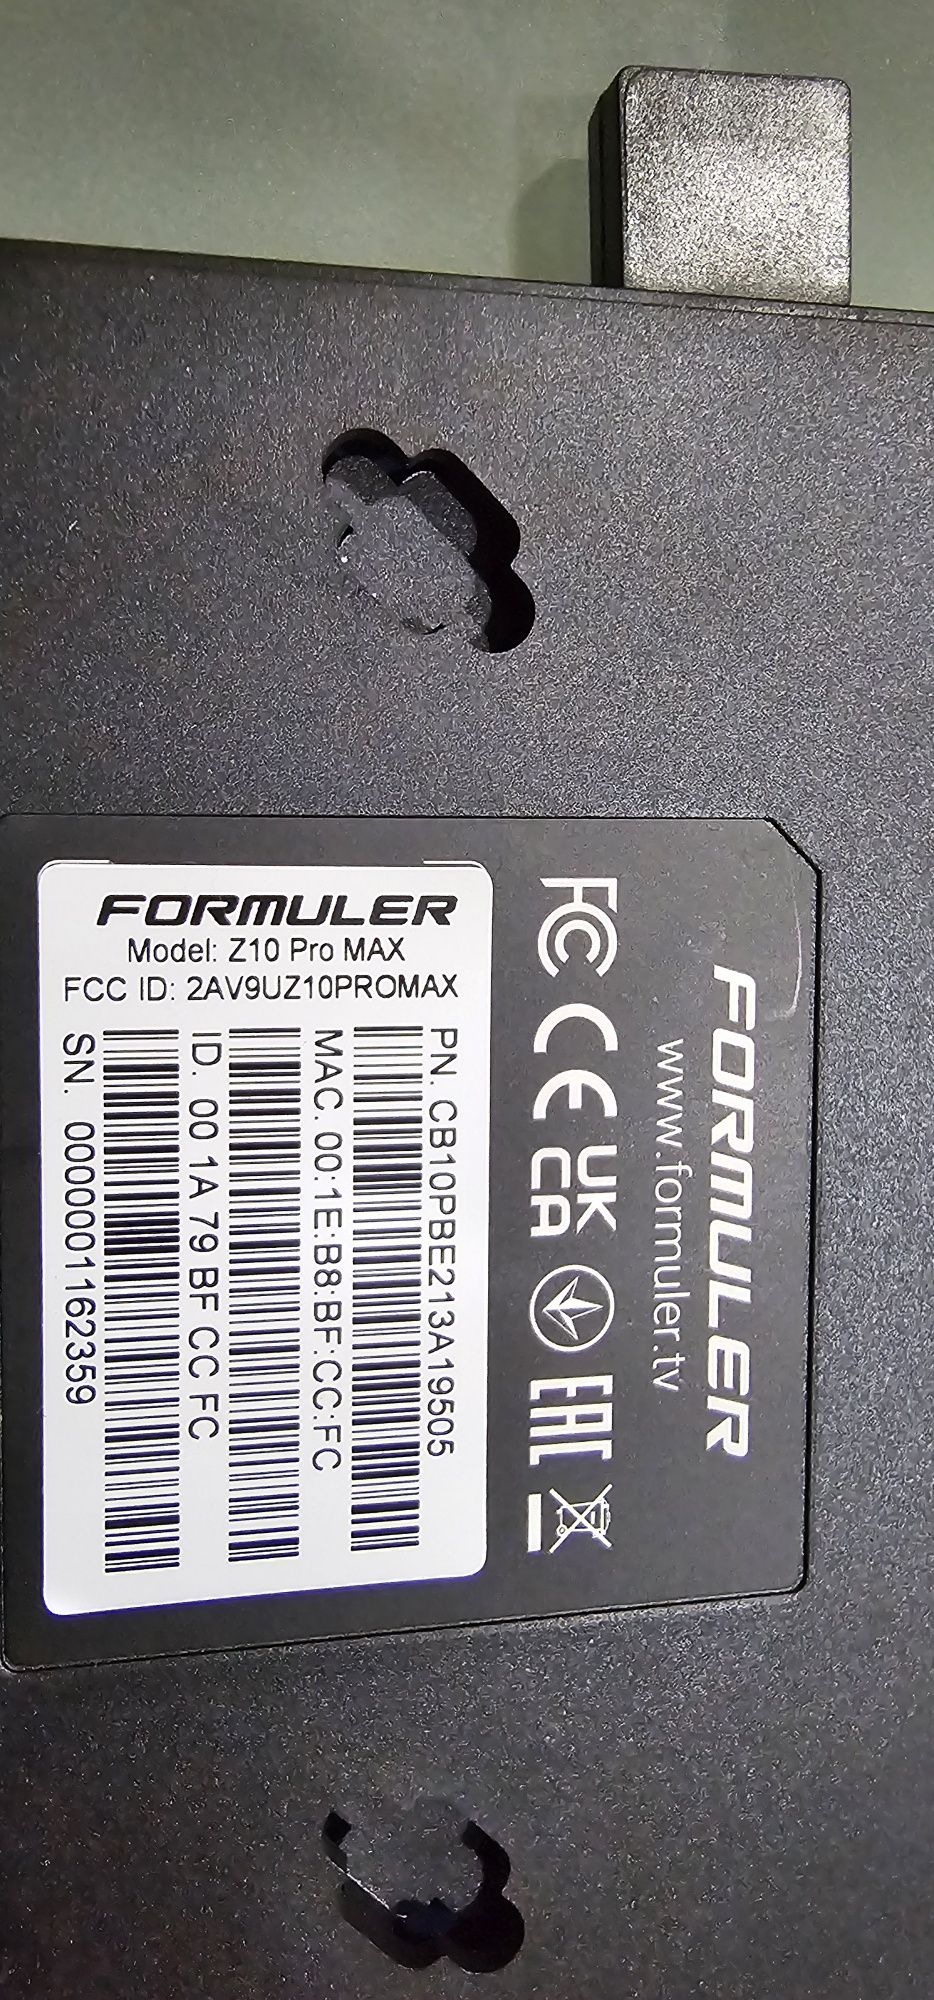 FORMULER
Model: Z10 Pro MAX
FCC ID: 2AV9UZ10PROMAX
PN. CB10PBE213A19505
MAC. 00:1E:B8:BF:CC:FC
ID. 00 1A 79 BF CC FC
SN. 0000001162359
FORMULER
www.formuler.tv
FC CE UK CA EAC